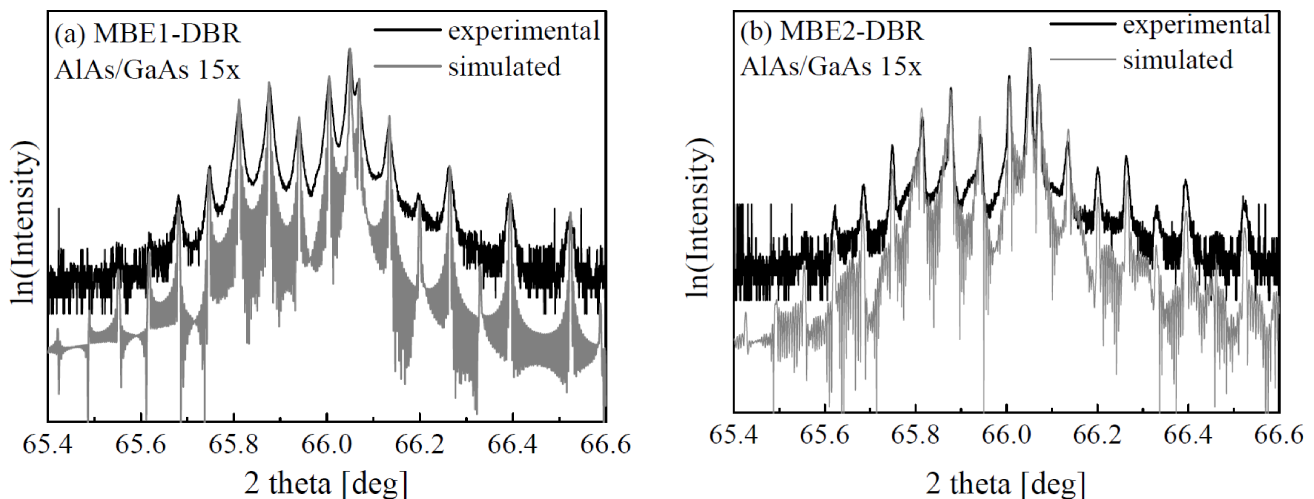 (a) MBE1-DBR
AlAs/GaAs 15x
experimental
simulated
ln(Intensity)
65.4 65.6 65.8 66.0 66.2 66.4 66.6
2 theta [deg]
(b) MBE2-DBR
AlAs/GaAs 15x
experimental
simulated
ln(Intensity)
65.4 65.6 65.8 66.0 66.2 66.4 66.6
2 theta [deg]